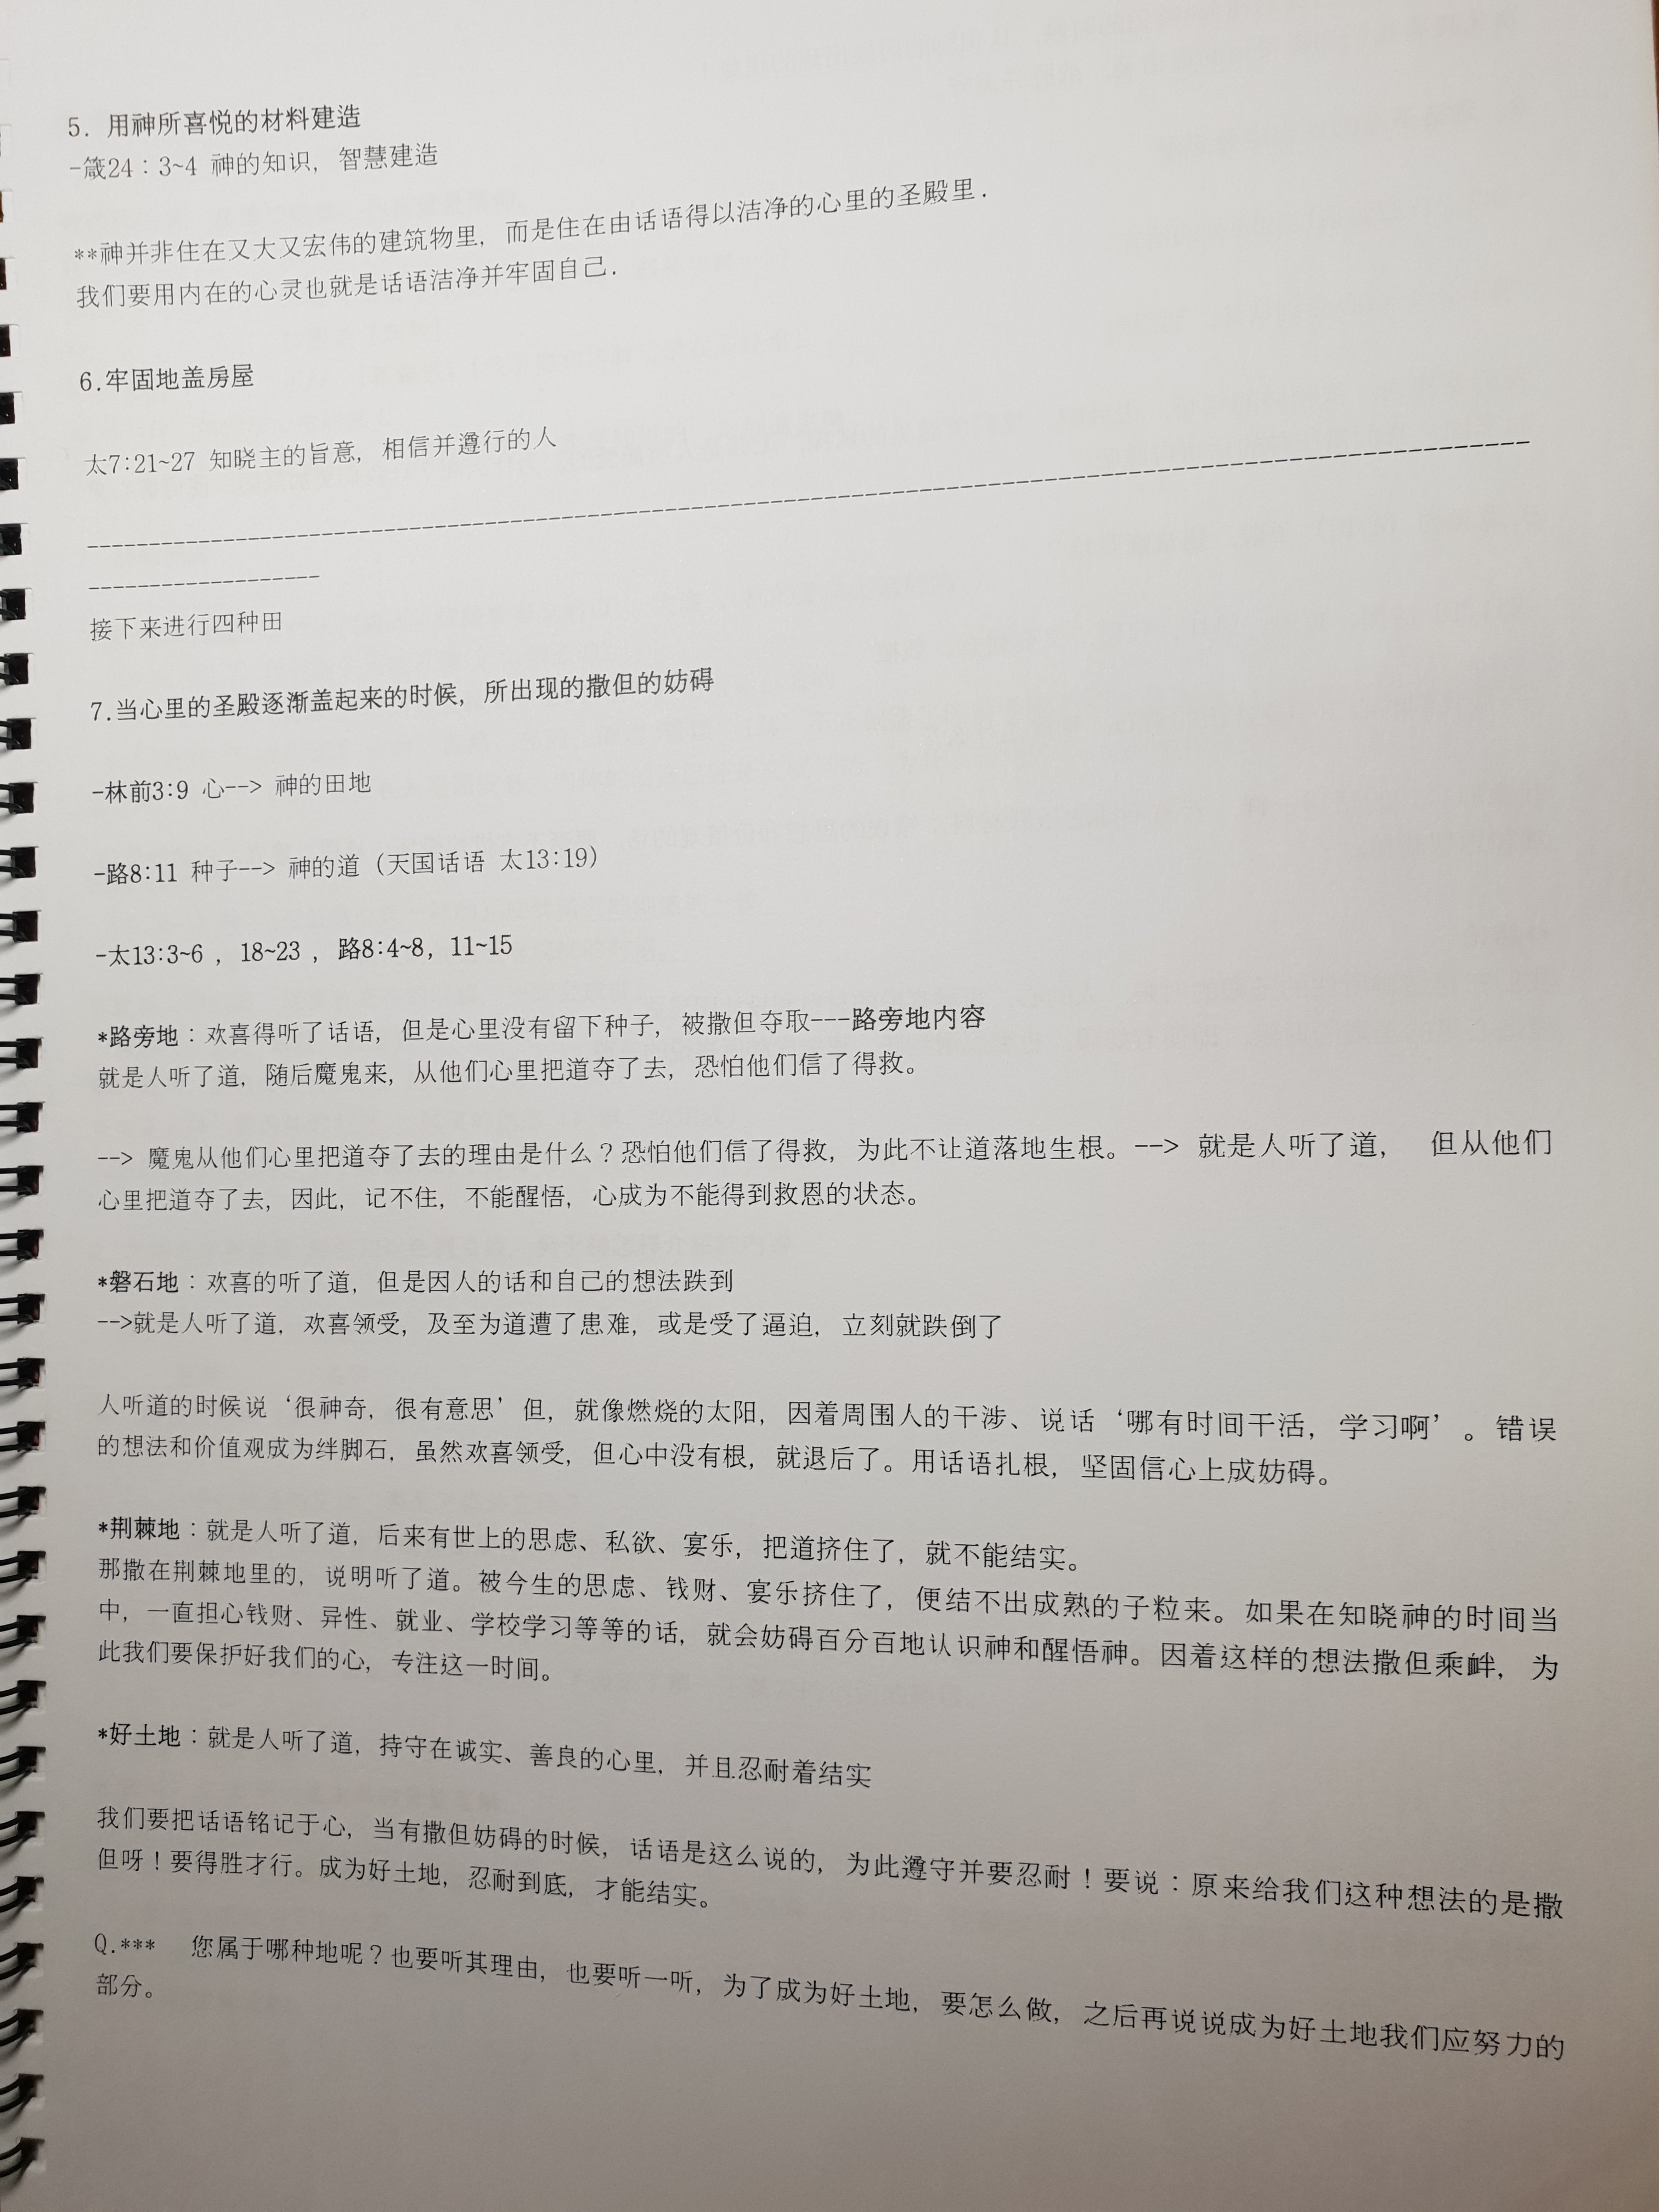 5. 用神所喜悦的材料建造
-箴24：3~4 神的知识，智慧建造
**神并非住在又大又宏伟的建筑物里，而是住在由话语得以洁净的心里的圣殿里.
我们要用内在的心灵也就是话语洁净并牢固自己.
6.牢固地盖房屋
太7:21~27 知晓主的旨意，相信并遵行的人
接下来进行四种田
7.当心里的圣殿逐渐盖起来的时候，所出现的撒但的妨碍
-林前3:9 心--> 神的田地
-路8:11 种子--> 神的道（天国话语 太13:19）
-太13:3~6 ，18~23 ，路8:4~8，11~15
*路旁地：欢喜得听了话语，但是心里没有留下种子，被撒但夺取---路旁地内容
就是人听了道，随后魔鬼来，从他们心里把道夺了去，恐怕他们信了得救。
--> 魔鬼从他们心里把道夺了去的理由是什么？恐怕他们信了得救，为此不让道落地生根。--> 就是人听了道， 但从他们
心里把道夺了去，因此，记不住，不能醒悟，心成为不能得到救恩的状态。
*磐石地：欢喜的听了道，但是因人的话和自己的想法跌到
-->就是人听了道，欢喜领受，及至为道遭了患难，或是受了逼迫，立刻就跌倒了
人听道的时候说‘很神奇，很有意思’但，就像燃烧的太阳，因着周围人的干涉、说话‘哪有时间干活，学习啊’。错误
的想法和价值观成为绊脚石，虽然欢喜领受，但心中没有根，就退后了。用话语扎根，坚固信心上成妨碍。
*荆棘地：就是人听了道，后来有世上的思虑、私欲、宴乐，把道挤住了，就不能结实。
那撒在荆棘地里的，说明听了道。被今生的思虑、钱财、宴乐挤住了，便结不出成熟的子粒来。如果在知晓神的时间当
中，一直担心钱财、异性、就业、学校学习等等的话，就会妨碍百分百地认识神和醒悟神。因着这样的想法撒但乘衅，为
此我们要保护好我们的心，专注这一时间。
*好土地：就是人听了道，持守在诚实、善良的心里，并且忍耐着结实
我们要把话语铭记于心，当有撒但妨碍的时候，话语是这么说的，为此遵守并要忍耐！要说：原来给我们这种想法的是撒
但呀！要得胜才行。成为好土地，忍耐到底，才能结实。
Q.*** 您属于哪种地呢？也要听其理由，也要听一听，为了成为好土地，要怎么做，之后再说说成为好土地我们应努力的
部分。